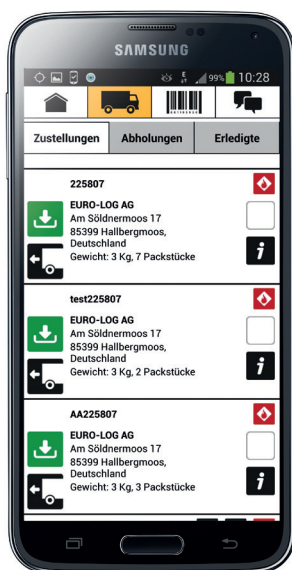 SAMSUNG
99% 10:28
Zustellungen Abholungen Erledigte
225807
EURO-LOG AG
Am Söldnermoos 17
85399 Hallbergmoos,
Deutschland
Gewicht: 3 Kg, 7 Packstücke
i
test225807
EURO-LOG AG
Am Söldnermoos 17
85399 Hallbergmoos,
Deutschland
Gewicht: 3 Kg, 2 Packstücke
i
AA225807
EURO-LOG AG
Am Söldnermoos 17
85399 Hallbergmoos,
Deutschland
Gewicht: 3 Kg, 3 Packstücke
i